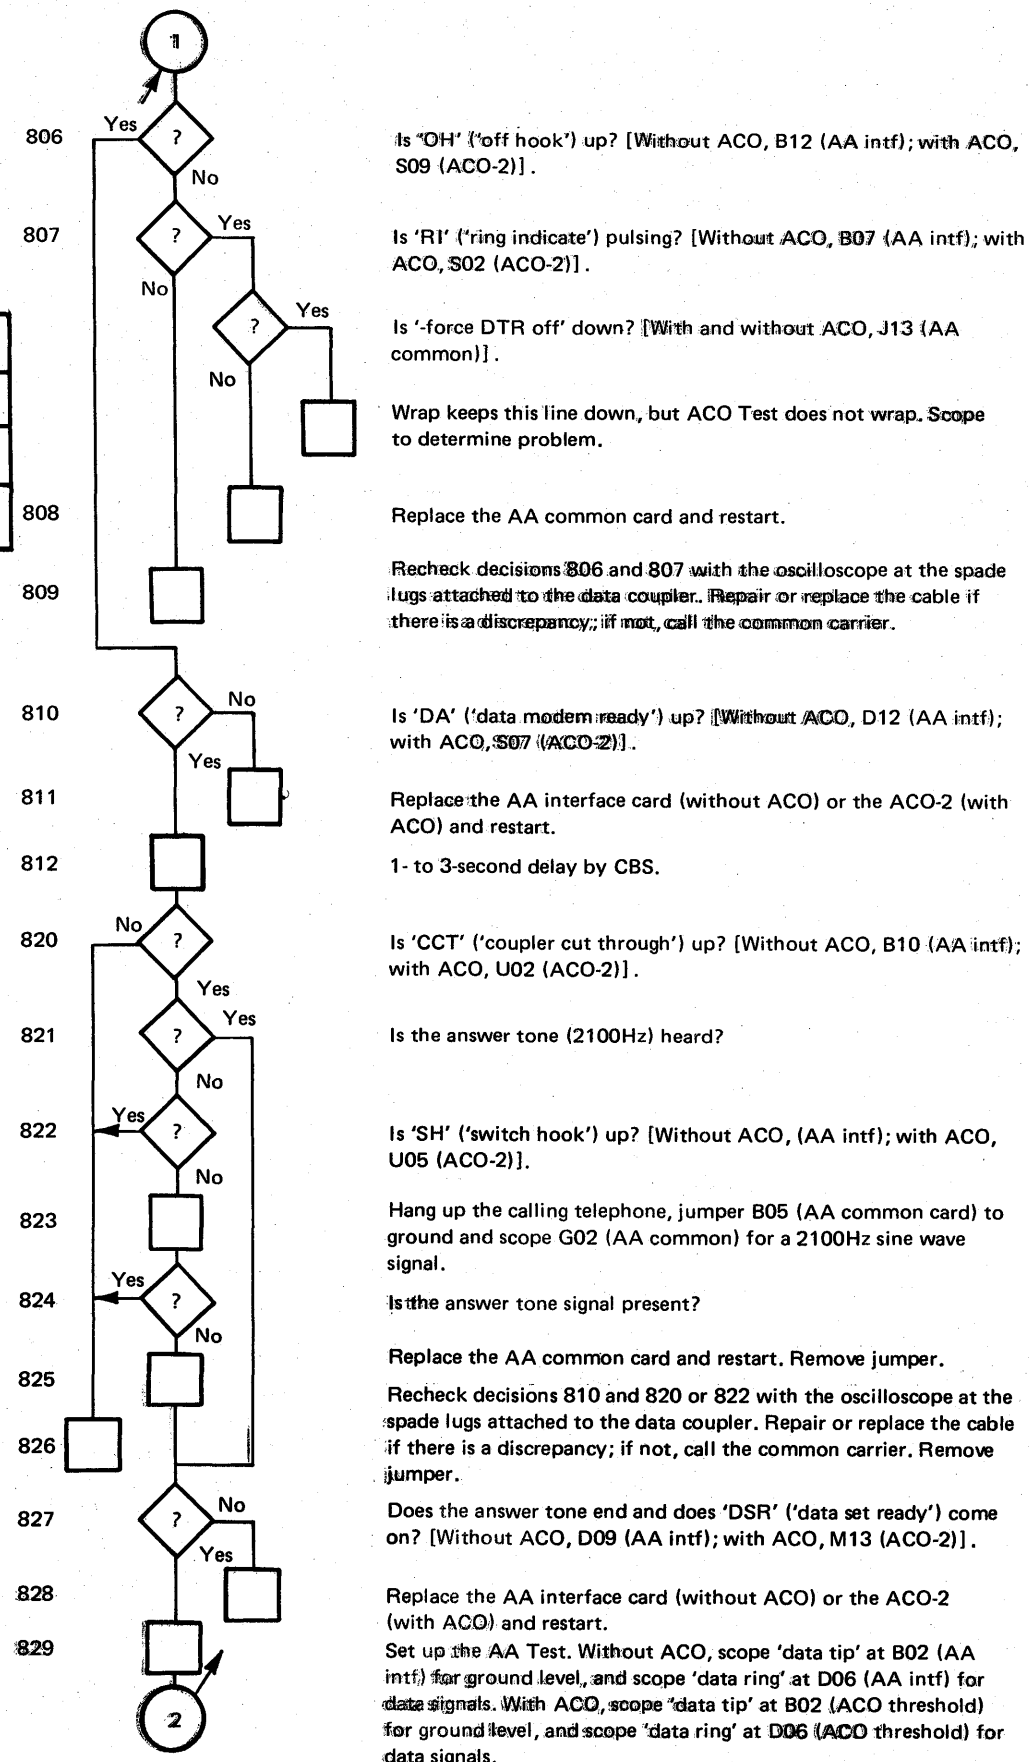 1
806
Yes
?
No
Is 'OH' ('off hook') up? [Without ACO, B12 (AA intf); with ACO,
S09 (ACO-2)].
807
?
Yes
No
Is 'RI' ('ring indicate') pulsing? [Without ACO, B07 (AA intf); with
ACO, S02 (ACO-2)].
?
Yes
No
Is '-force DTR off' down? [With and without ACO, J13 (AA
common)].
Wrap keeps this line down, but ACO Test does not wrap. Scope
to determine problem.
808
Replace the AA common card and restart.
809
Recheck decisions 806 and 807 with the oscilloscope at the spade
lugs attached to the data coupler. Repair or replace the cable if
there is a discrepancy; if not, call the common carrier.
810
?
No
Yes
Is 'DA' ('data modem ready') up? [Without ACO, D12 (AA intf);
with ACO, S07 (ACO-2)].
811
Replace the AA interface card (without ACO) or the ACO-2 (with
ACO) and restart.
812
1- to 3-second delay by CBS.
820
No
?
Yes
Is 'CCT' ('coupler cut through') up? [Without ACO, B10 (AA intf);
with ACO, U02 (ACO-2)].
821
?
Yes
No
Is the answer tone (2100Hz) heard?
822
Yes
?
No
Is 'SH' ('switch hook') up? [Without ACO, (AA intf); with ACO,
U05 (ACO-2)].
823
Hang up the calling telephone, jumper B05 (AA common card) to
ground and scope G02 (AA common) for a 2100Hz sine wave
signal.
824
Yes
?
No
Is the answer tone signal present?
825
Replace the AA common card and restart. Remove jumper.
826
Recheck decisions 810 and 820 or 822 with the oscilloscope at the
spade lugs attached to the data coupler. Repair or replace the cable
if there is a discrepancy; if not, call the common carrier. Remove
jumper.
827
?
No
Yes
Does the answer tone end and does 'DSR' ('data set ready') come
on? [Without ACO, D09 (AA intf); with ACO, M13 (ACO-2)].
828
Replace the AA interface card (without ACO) or the ACO-2
(with ACO) and restart.
829
Set up the AA Test. Without ACO, scope 'data tip' at B02 (AA
intf) for ground level, and scope 'data ring' at D06 (AA intf) for
data signals. With ACO, scope 'data tip' at B02 (ACO threshold)
for ground level, and scope 'data ring' at D06 (ACO threshold) for
data signals.
2